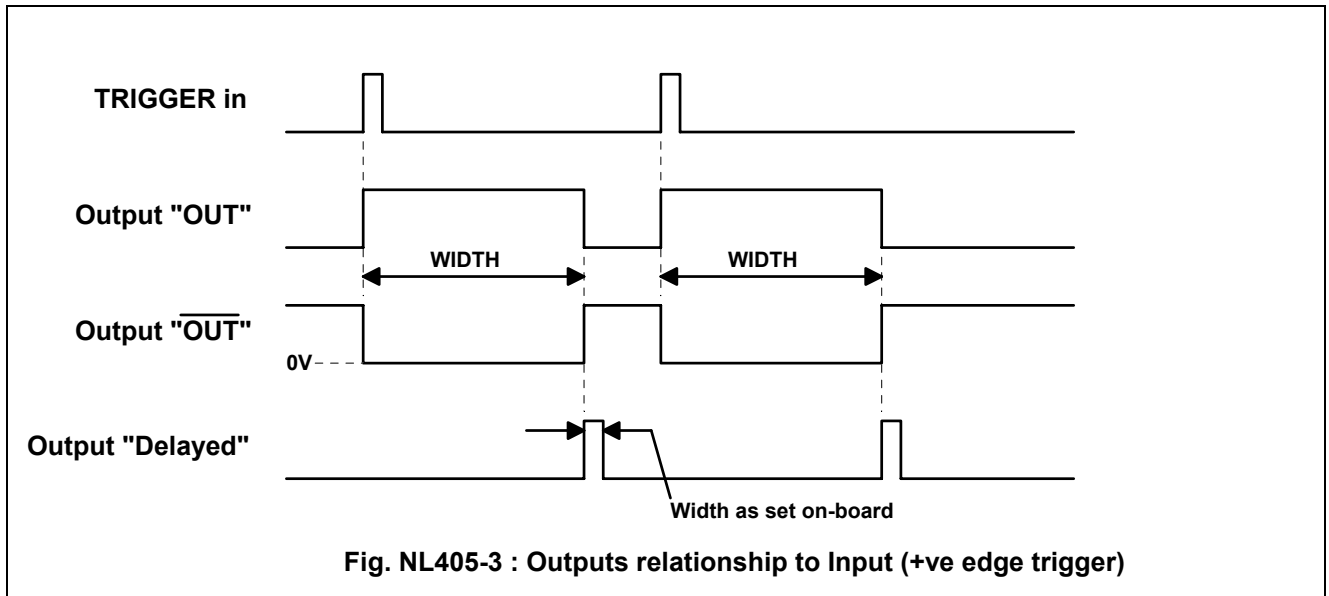 TRIGGER in
Output "OUT"
WIDTH WIDTH
Output "O̅U̅T̅"
0V
Output "Delayed"
Width as set on-board
Fig. NL405-3 : Outputs relationship to Input (+ve edge trigger)